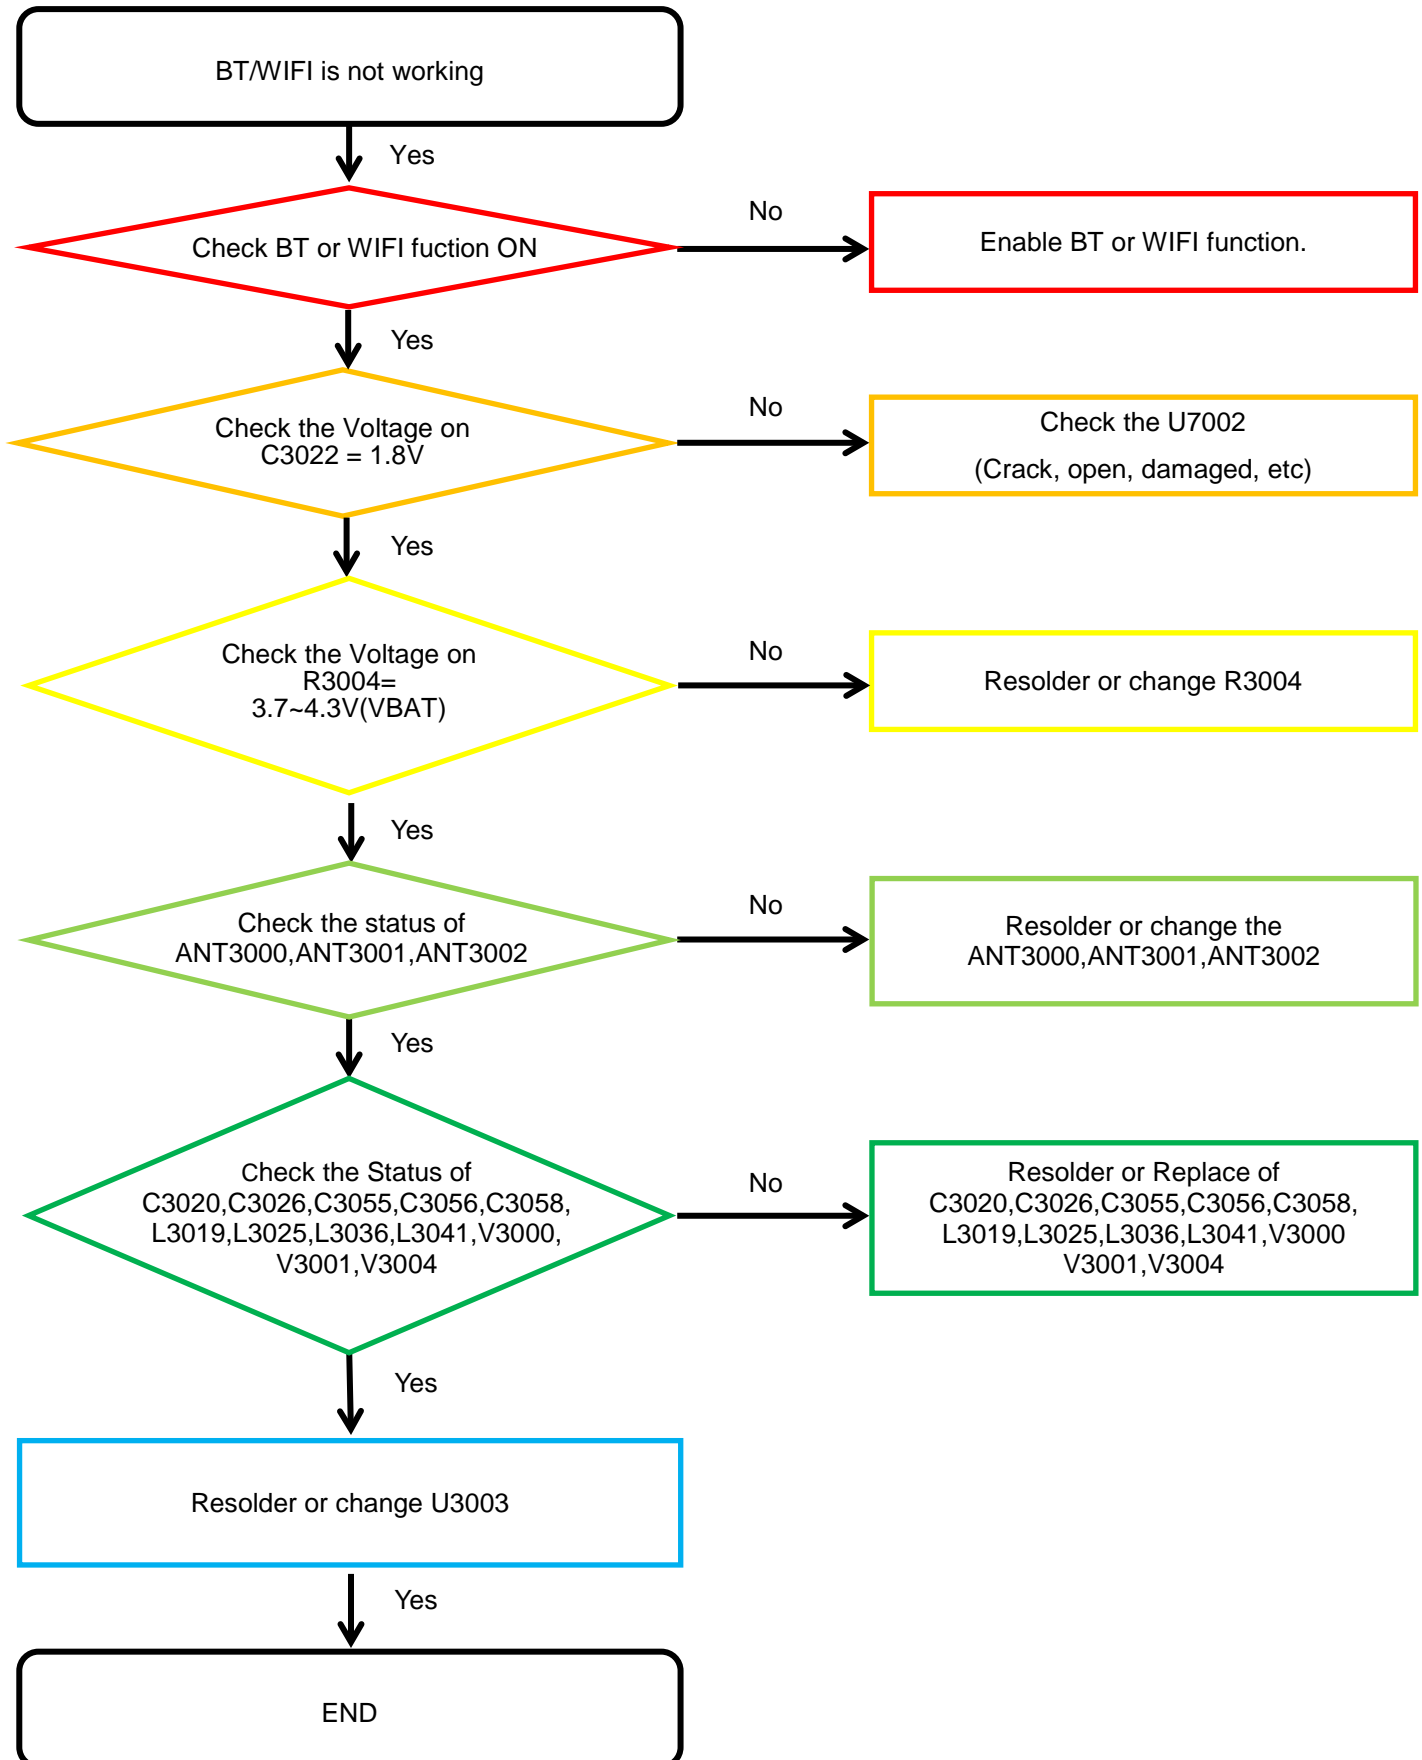 BT/WIFI is not working
Yes
Check BT or WIFI fuction ON
No
Enable BT or WIFI function.
Yes
Check the Voltage on
C3022 = 1.8V
No
Check the U7002
(Crack, open, damaged, etc)
Yes
Check the Voltage on
R3004=
3.7~4.3V(VBAT)
No
Resolder or change R3004
Yes
Check the status of
ANT3000,ANT3001,ANT3002
No
Resolder or change the
ANT3000,ANT3001,ANT3002
Yes
Check the Status of
C3020,C3026,C3055,C3056,C3058,
L3019,L3025,L3036,L3041,V3000,
V3001,V3004
No
Resolder or Replace of
C3020,C3026,C3055,C3056,C3058,
L3019,L3025,L3036,L3041,V3000
V3001,V3004
Yes
Resolder or change U3003
Yes
END